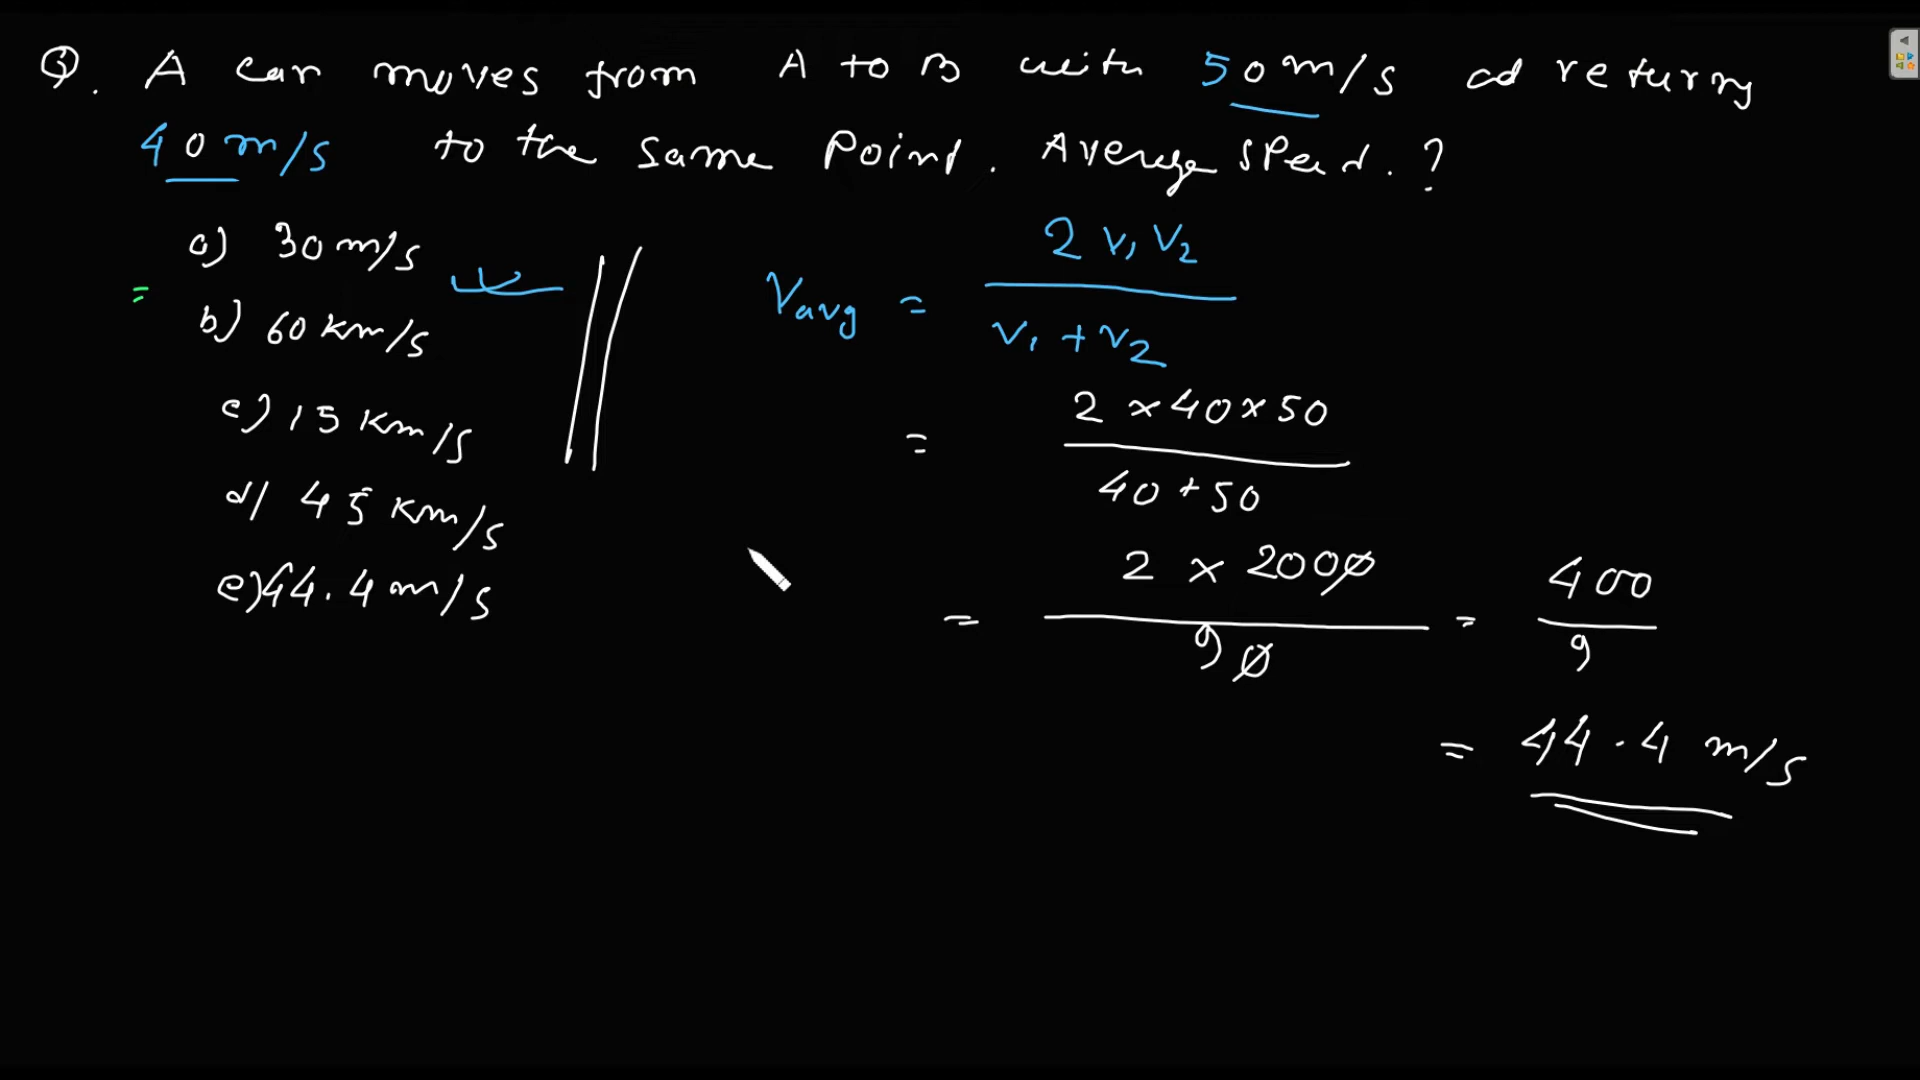 Q. A car moves from A to B with 50 m/s ad returng
40 m/s to the same Point. Average speed.?
a) 30 m/s
b) 60 km/s
c) 15 km/s
d) 45 km/s
e) 44.4 m/s
Vavg = 2 V₁ V₂ / V₁ + V₂
= 2 × 40 × 50 / 40 + 50
= 2 × 2000 / 90 = 400 / 9
= 44.4 m/s